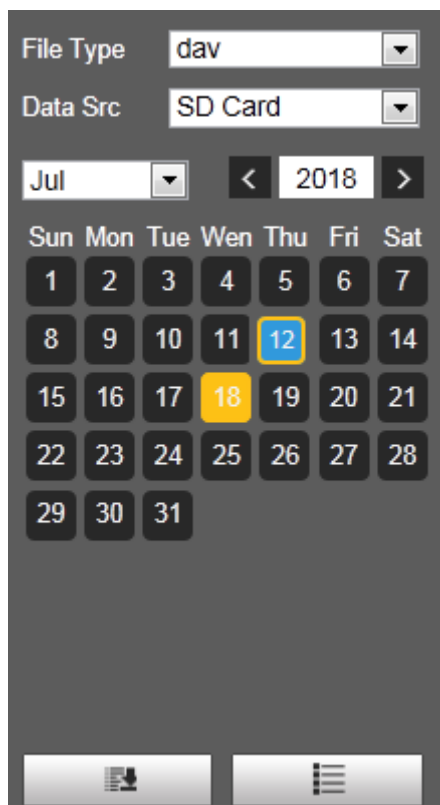 File Type dav
Data Src SD Card
Jul < 2018 >
Sun Mon Tue Wen Thu Fri Sat
1 2 3 4 5 6 7
8 9 10 11 12 13 14
15 16 17 18 19 20 21
22 23 24 25 26 27 28
29 30 31